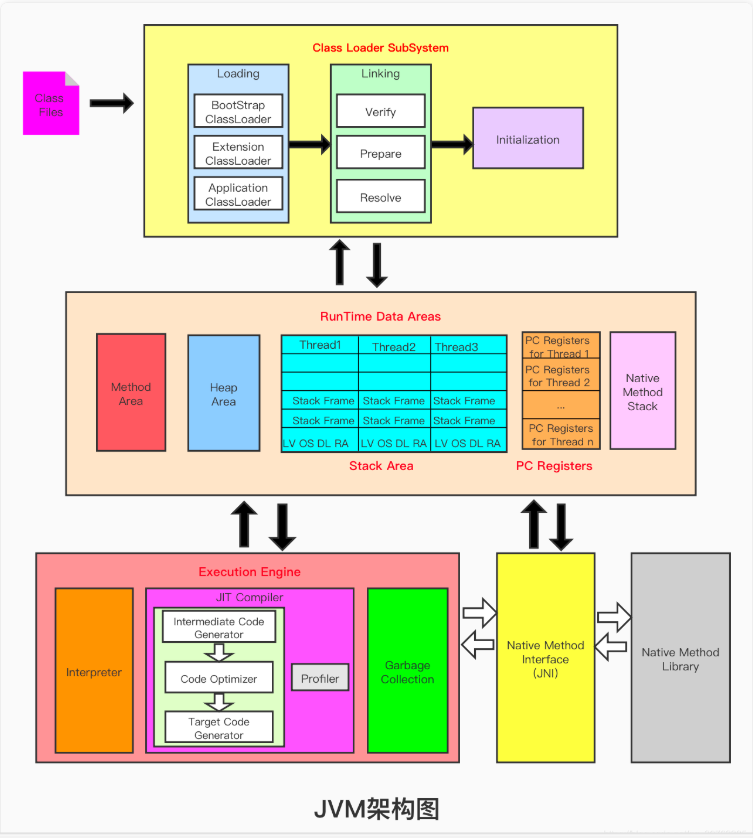 Class Loader SubSystem
Class
Files
Loading
BootStrap
ClassLoader
Extension
ClassLoader
Application
ClassLoader
Linking
Verify
Prepare
Resolve
Initialization
RunTime Data Areas
Method
Area
Heap
Area
Thread1 Thread2 Thread3
Stack Frame Stack Frame Stack Frame
Stack Frame Stack Frame Stack Frame
LV OS DL RA LV OS DL RA LV OS DL RA
Stack Area
PC Registers
for Thread 1
PC Registers
for Thread 2
...
PC Registers
for Thread n
PC Registers
Native
Method
Stack
Execution Engine
Interpreter
JIT Compiler
Intermediate Code
Generator
Code Optimizer
Target Code
Generator
Profiler
Garbage
Collection
Native Method
Interface
(JNI)
Native Method
Library
JVM架构图